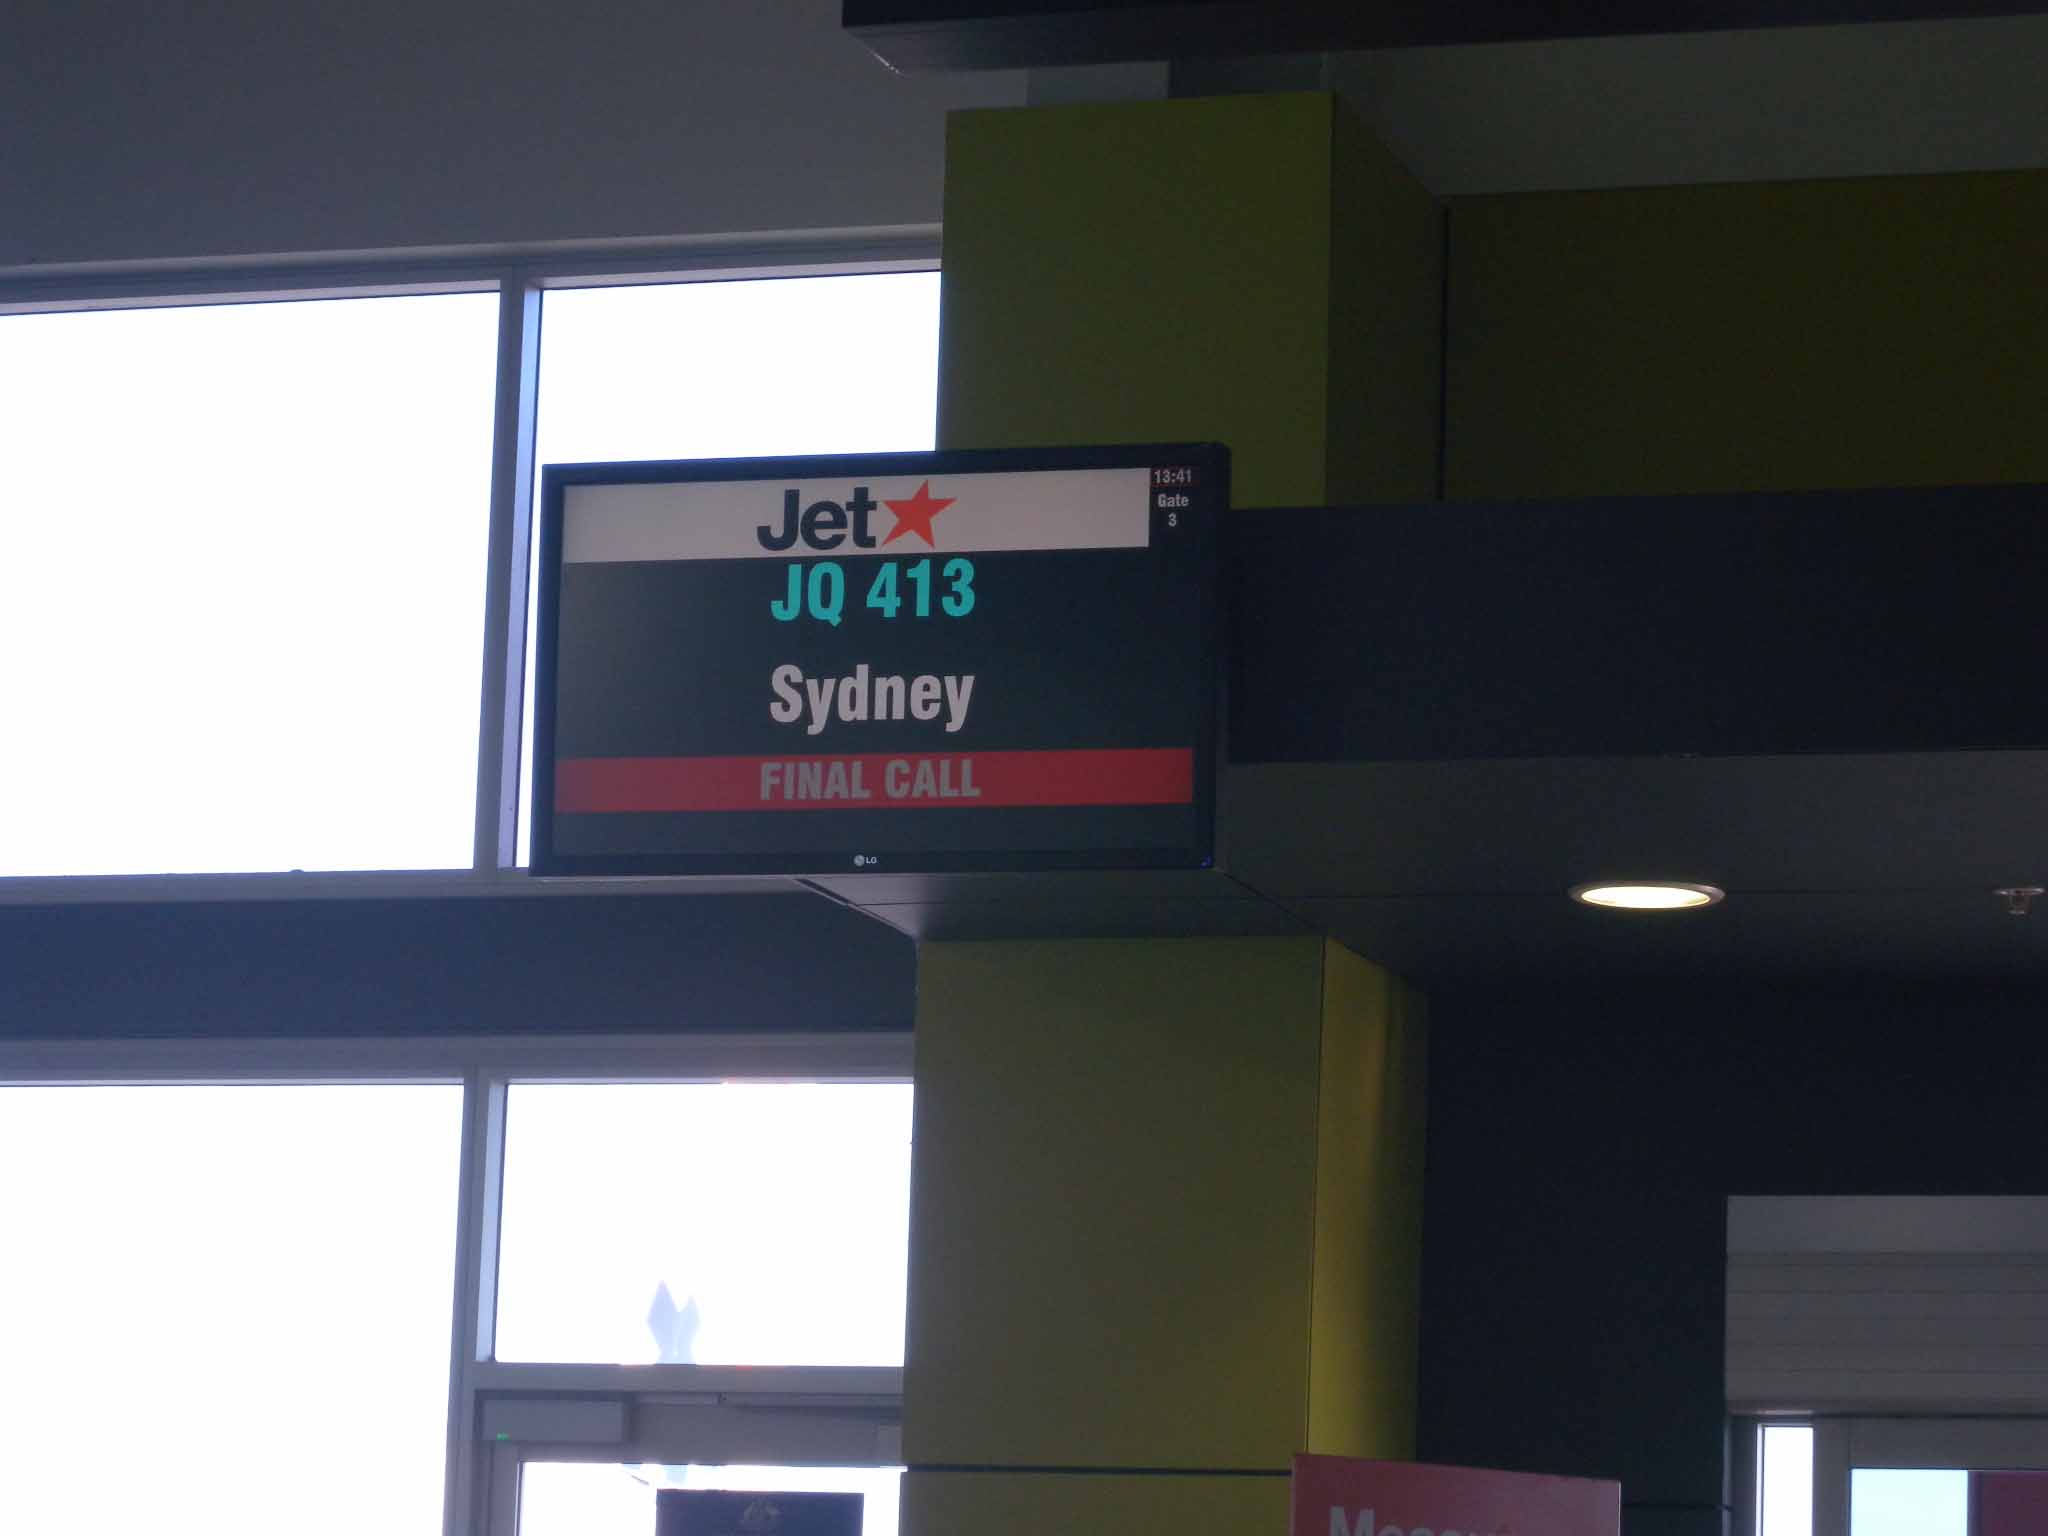 Jet
13:41
Gate
3
JQ 413
Sydney
FINAL CALL
LG